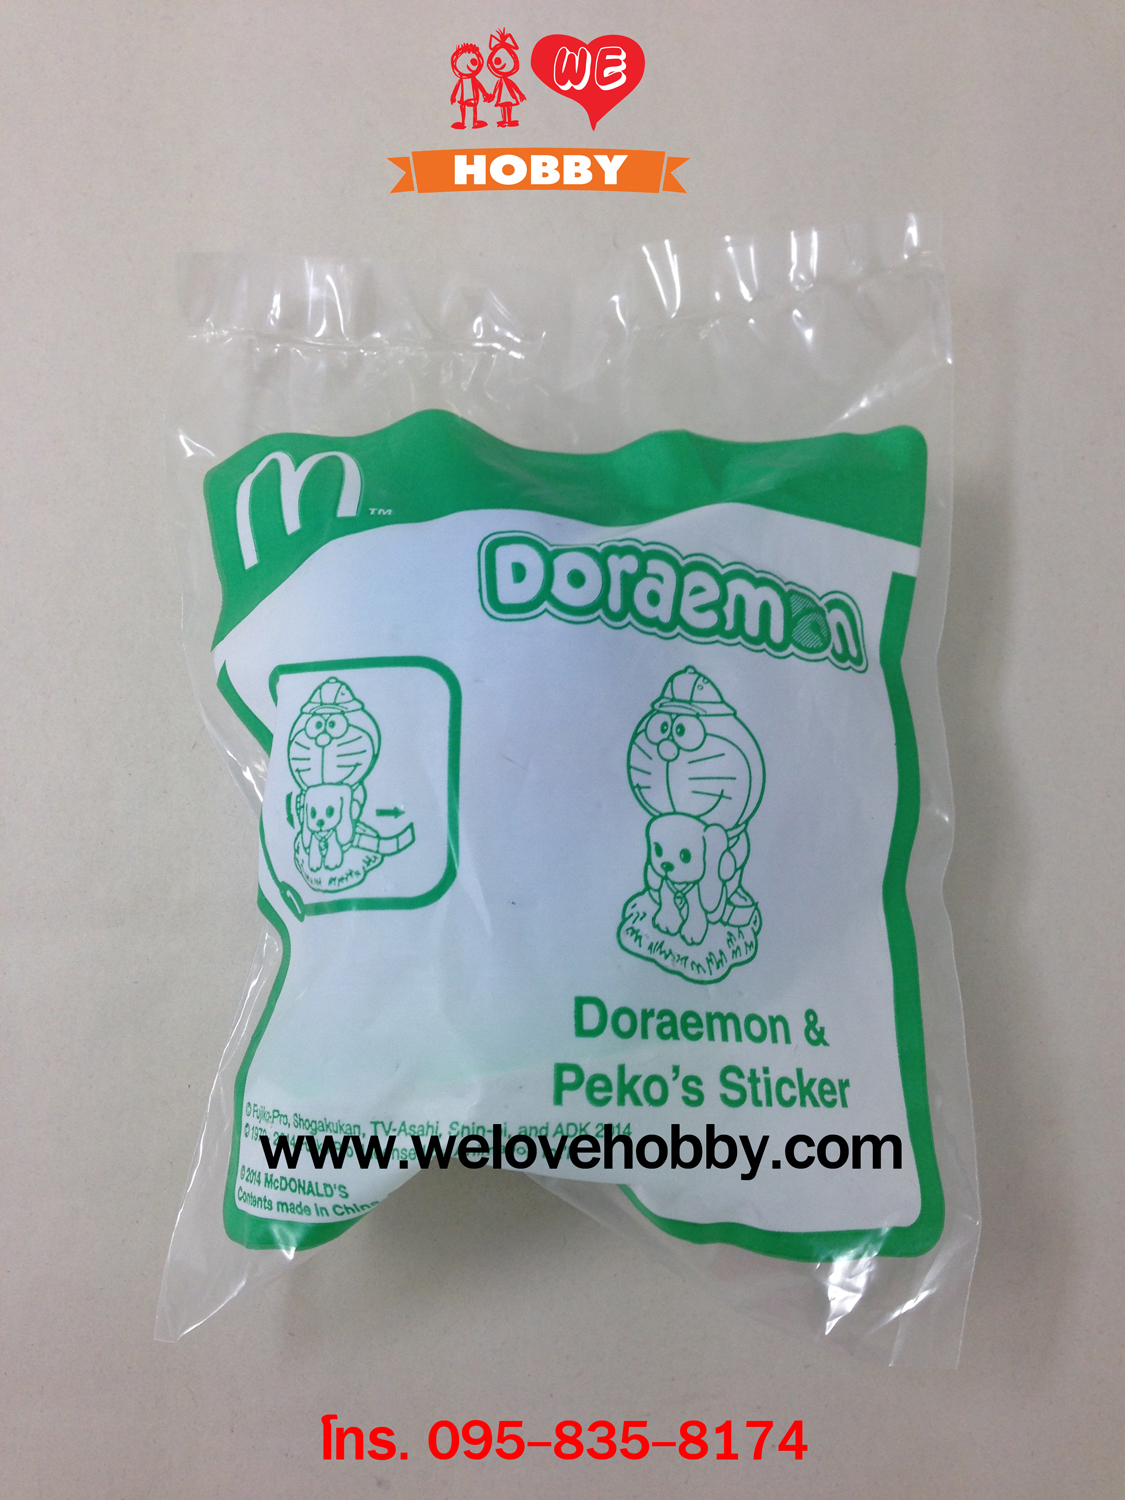 WE
HOBBY
M™
DORAEMON
Doraemon &
Peko's Sticker
© Fujiko-Pro, Shogakukan, TV-Asahi, Shin-ei, and ADK 2014
www.welovehobby.com
© 2014 McDONALD'S
Contents made in China
โทร. 095-835-8174